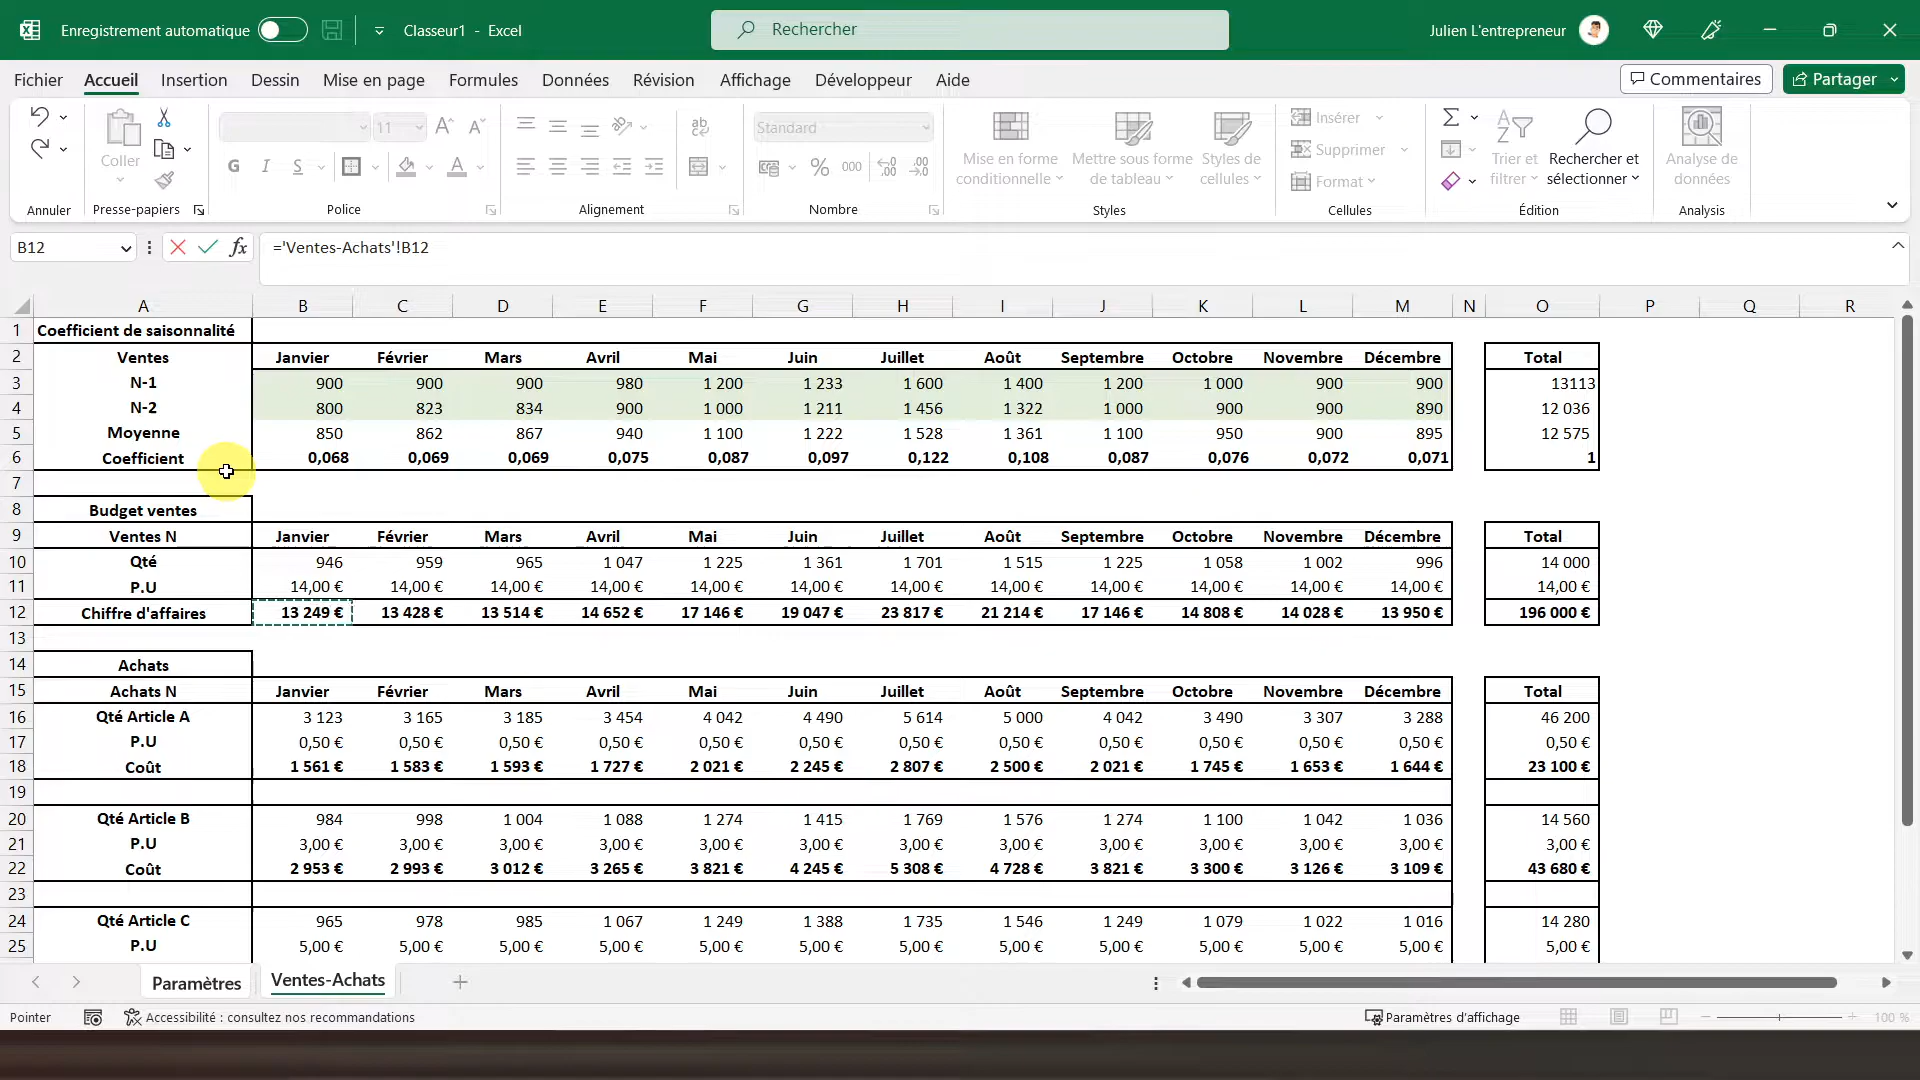 Enregistrement automatique Classeur1 - Excel Rechercher Julien L'entrepreneur
Fichier Accueil Insertion Dessin Mise en page Formules Données Révision Affichage Développeur Aide Commentaires Partager
Annuler
Coller
Presse-papiers
11
G I S
Police
Alignement
Standard
% 000
Nombre
Mise en forme conditionnelle
Mettre sous forme de tableau
Styles de cellules
Styles
Insérer
Supprimer
Format
Cellules
Trier et filtrer
Rechercher et sélectionner
Édition
Analyse de données
Analysis
B12 fx ='Ventes-Achats'!B12
A B C D E F G H I J K L M N O P Q R
1 Coefficient de saisonnalité
2 Ventes Janvier Février Mars Avril Mai Juin Juillet Août Septembre Octobre Novembre Décembre Total
3 N-1 900 900 900 980 1 200 1 233 1 600 1 400 1 200 1 000 900 900 13113
4 N-2 800 823 834 900 1 000 1 211 1 456 1 322 1 000 900 900 890 12 036
5 Moyenne 850 862 867 940 1 100 1 222 1 528 1 361 1 100 950 900 895 12 575
6 Coefficient 0,068 0,069 0,069 0,075 0,087 0,097 0,122 0,108 0,087 0,076 0,072 0,071 1
7
8 Budget ventes
9 Ventes N Janvier Février Mars Avril Mai Juin Juillet Août Septembre Octobre Novembre Décembre Total
10 Qté 946 959 965 1 047 1 225 1 361 1 701 1 515 1 225 1 058 1 002 996 14 000
11 P.U 14,00 € 14,00 € 14,00 € 14,00 € 14,00 € 14,00 € 14,00 € 14,00 € 14,00 € 14,00 € 14,00 € 14,00 € 14,00 €
12 Chiffre d'affaires 13 249 € 13 428 € 13 514 € 14 652 € 17 146 € 19 047 € 23 817 € 21 214 € 17 146 € 14 808 € 14 028 € 13 950 € 196 000 €
13
14 Achats
15 Achats N Janvier Février Mars Avril Mai Juin Juillet Août Septembre Octobre Novembre Décembre Total
16 Qté Article A 3 123 3 165 3 185 3 454 4 042 4 490 5 614 5 000 4 042 3 490 3 307 3 288 46 200
17 P.U 0,50 € 0,50 € 0,50 € 0,50 € 0,50 € 0,50 € 0,50 € 0,50 € 0,50 € 0,50 € 0,50 € 0,50 € 0,50 €
18 Coût 1 561 € 1 583 € 1 593 € 1 727 € 2 021 € 2 245 € 2 807 € 2 500 € 2 021 € 1 745 € 1 653 € 1 644 € 23 100 €
19
20 Qté Article B 984 998 1 004 1 088 1 274 1 415 1 769 1 576 1 274 1 100 1 042 1 036 14 560
21 P.U 3,00 € 3,00 € 3,00 € 3,00 € 3,00 € 3,00 € 3,00 € 3,00 € 3,00 € 3,00 € 3,00 € 3,00 € 3,00 €
22 Coût 2 953 € 2 993 € 3 012 € 3 265 € 3 821 € 4 245 € 5 308 € 4 728 € 3 821 € 3 300 € 3 126 € 3 109 € 43 680 €
23
24 Qté Article C 965 978 985 1 067 1 249 1 388 1 735 1 546 1 249 1 079 1 022 1 016 14 280
25 P.U 5,00 € 5,00 € 5,00 € 5,00 € 5,00 € 5,00 € 5,00 € 5,00 € 5,00 € 5,00 € 5,00 € 5,00 € 5,00 €
Paramètres Ventes-Achats
Pointer Accessibilité : consultez nos recommandations Paramètres d'affichage 100 %